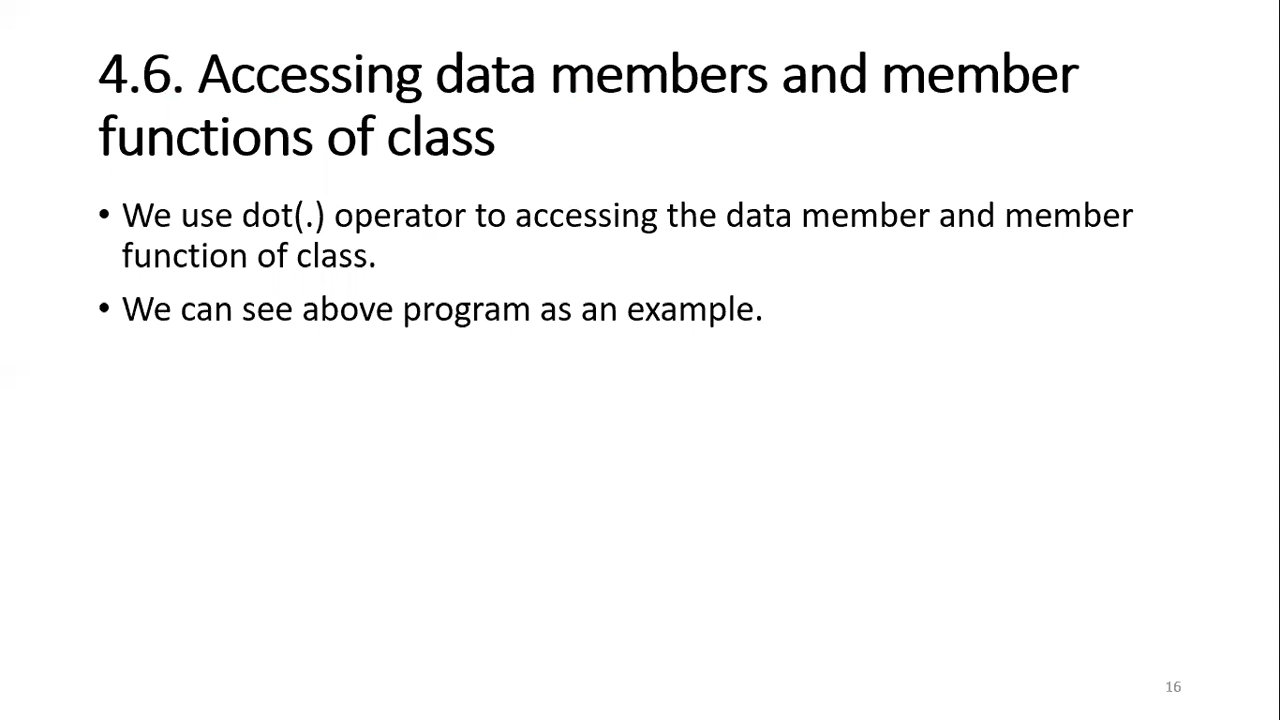 4.6. Accessing data members and member
functions of class
• We use dot(.) operator to accessing the data member and member
function of class.
• We can see above program as an example.
16